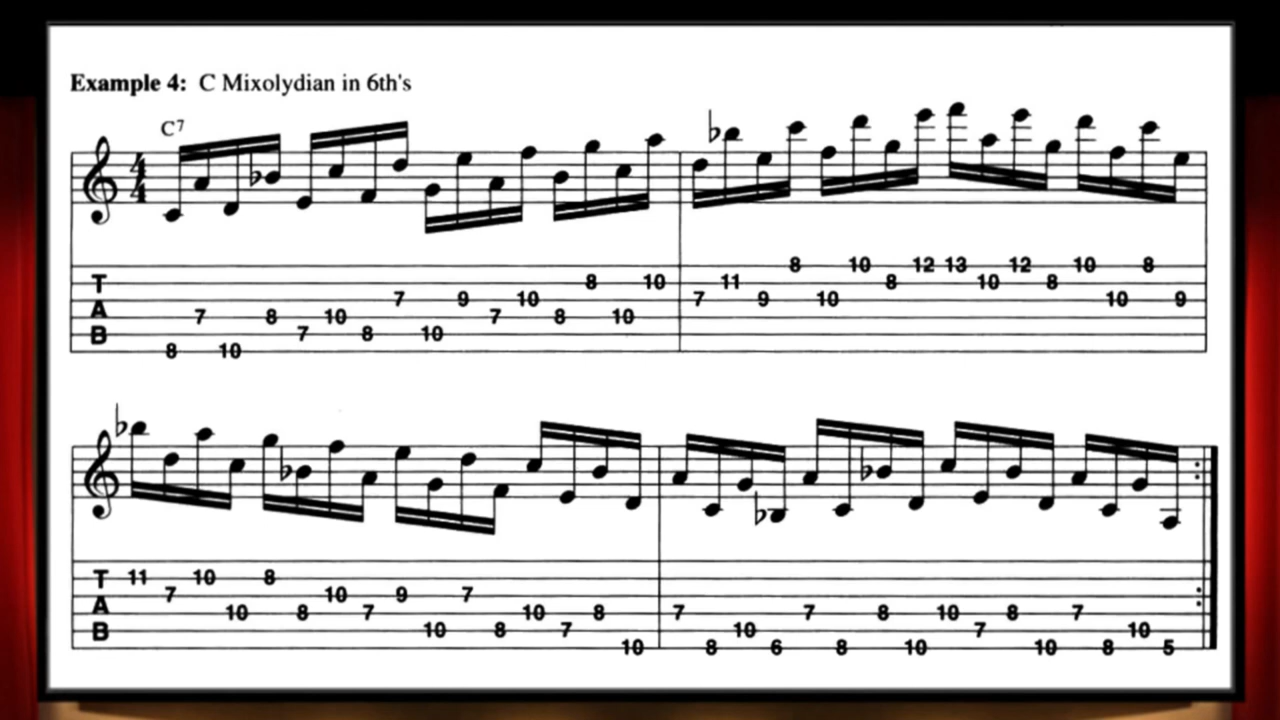 Example 4: C Mixolydian in 6th's
C7
4
4
8 10 12 13 12 10 8
T 8 10 11 8 10 8
7 9 10 7 9 10 10 9
A 7 8 10 7 8 10
B 7 8 10
8 10
T 11 10 8
7 10 9 7
A 10 8 7 10 8 7 7 8 10 8 7
B 10 8 7 10 7 10
10 8 6 8 10 10 8 5